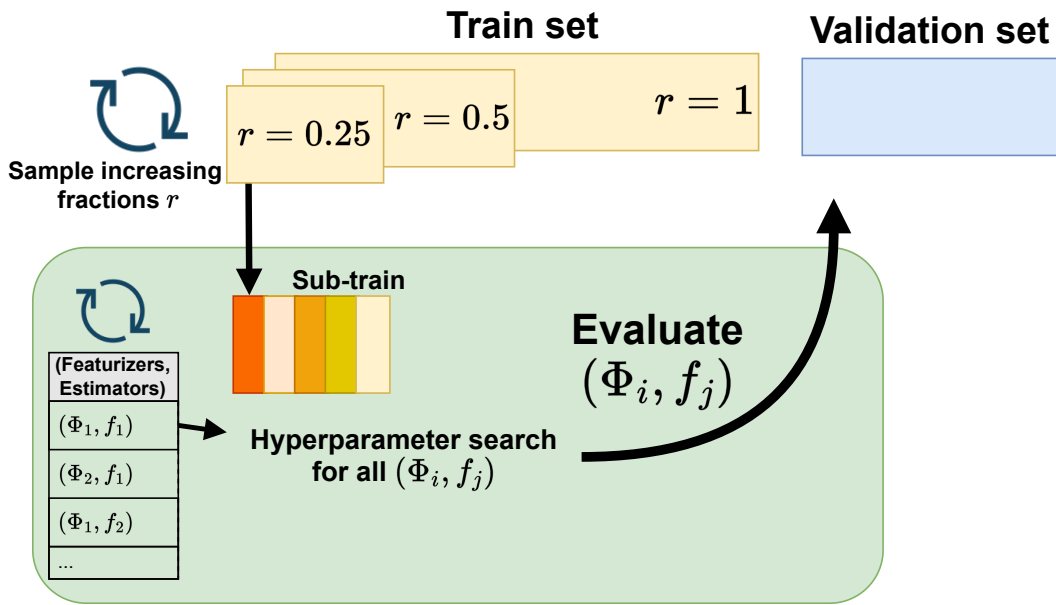 Train set
Validation set
r = 0.25
r = 0.5
r = 1
Sample increasing
fractions r
Sub-train
(Featurizers,
Estimators)
(Φ₁, f₁)
(Φ₂, f₁)
(Φ₁, f₂)
...
Hyperparameter search
for all (Φᵢ, fⱼ)
Evaluate
(Φᵢ, fⱼ)